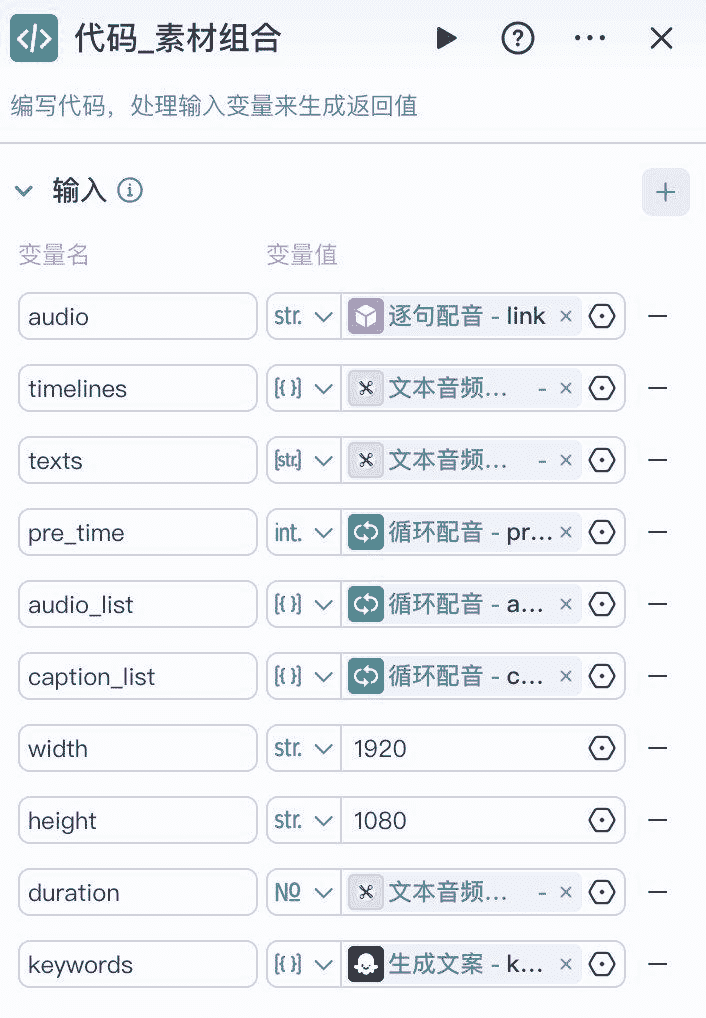 代码_素材组合
编写代码，处理输入变量来生成返回值
输入
变量名 变量值
audio str. 逐句配音 - link
timelines [{ }] 文本音频... -
texts [str.] 文本音频... -
pre_time int. 循环配音 - pr...
audio_list [{ }] 循环配音 - a...
caption_list [{ }] 循环配音 - c...
width str. 1920
height str. 1080
duration № 文本音频... -
keywords [{ }] 生成文案 - k...